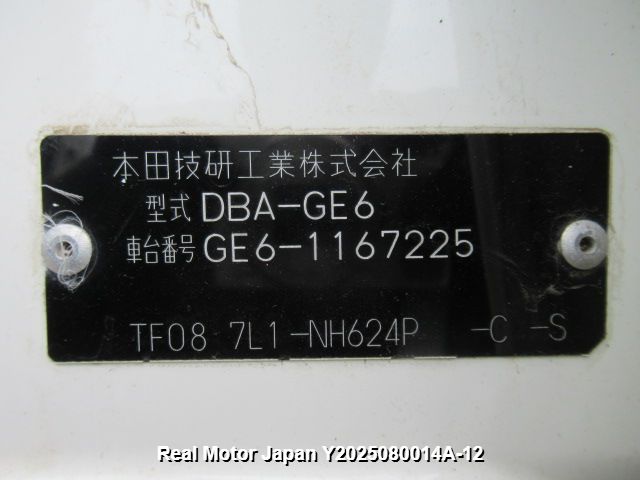 本田技研工業株式会社
型式 DBA-GE6
車台番号 GE6-1167225
TF08 7L1-NH624P -C -S
Real Motor Japan Y2025080014A-12